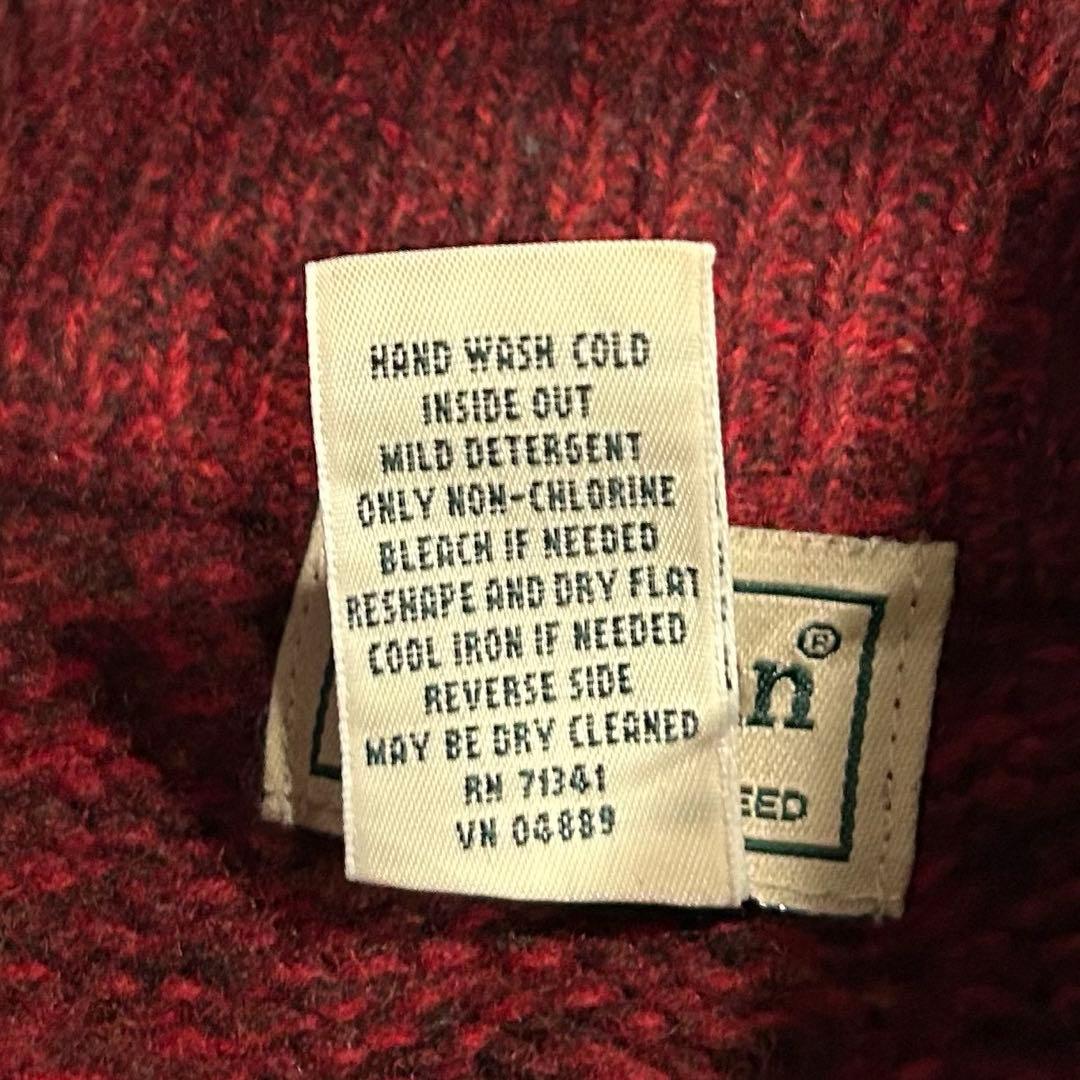 HAND WASH COLD
INSIDE OUT
MILD DETERGENT
ONLY NON-CHLORINE
BLEACH IF NEEDED
RESHAPE AND DRY FLAT
COOL IRON IF NEEDED
REVERSE SIDE
MAY BE DRY CLEANED
RN 71341
VN 04889
n®
EED